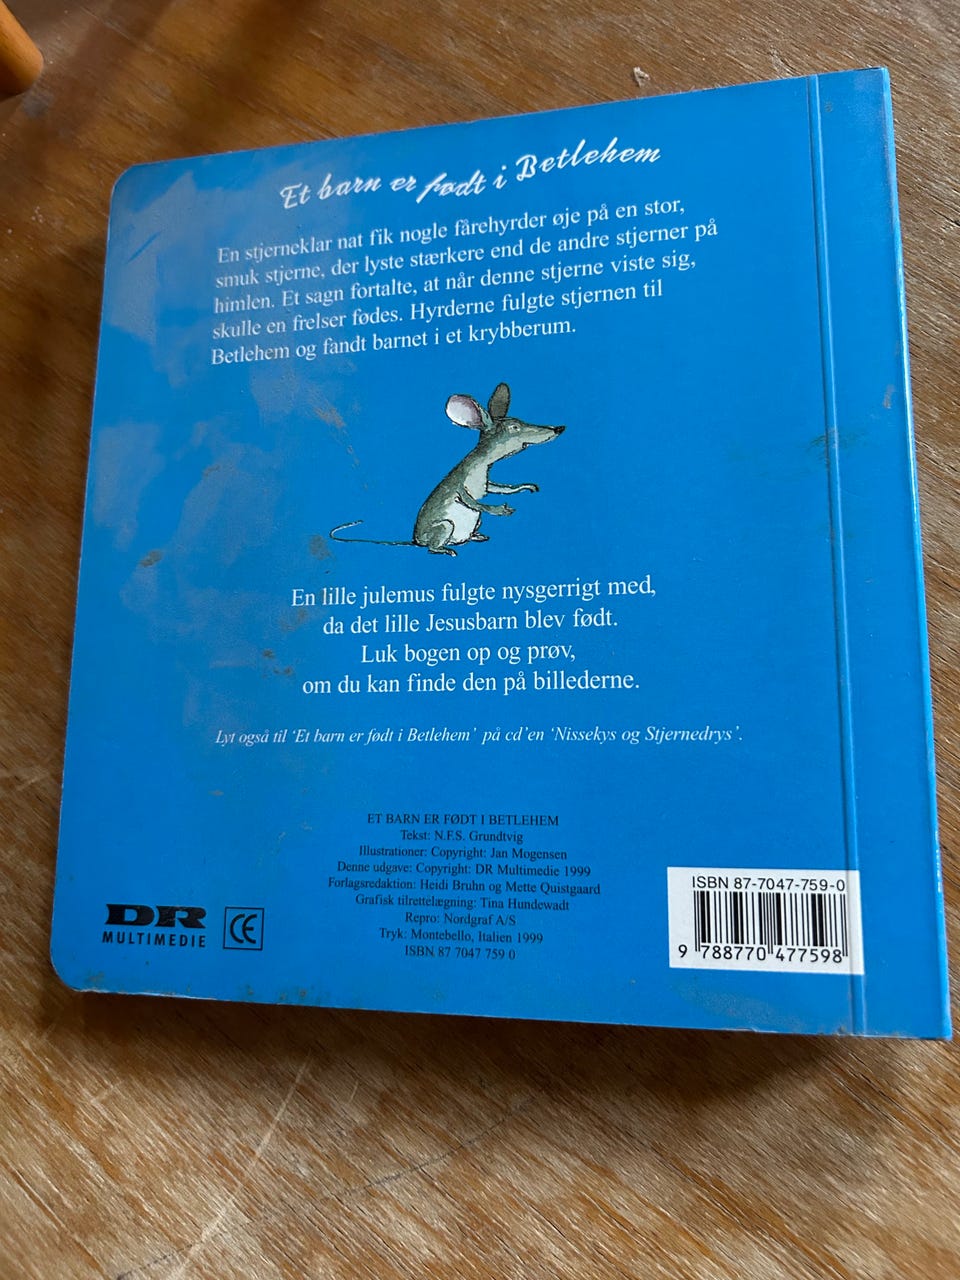 Et barn er født i Betlehem
En stjerneklar nat fik nogle fårehyrder øje på en stor,
smuk stjerne, der lyste stærkere end de andre stjerner på
himlen. Et sagn fortalte, at når denne stjerne viste sig,
skulle en frelser fødes. Hyrderne fulgte stjernen til
Betlehem og fandt barnet i et krybberum.
En lille julemus fulgte nysgerrigt med,
da det lille Jesusbarn blev født.
Luk bogen op og prøv,
om du kan finde den på billederne.
Lyt også til ‘Et barn er født i Betlehem’ på cd’en ‘Nissekys og Stjernedrys’.
ET BARN ER FØDT I BETLEHEM
Tekst: N.F.S. Grundtvig
Illustrationer: Copyright: Jan Mogensen
Denne udgave: Copyright: DR Multimedie 1999
Forlagsredaktion: Heidi Bruhn og Mette Quistgaard
Grafisk tilrettelægning: Tina Hundewadt
Repro: Nordgraf A/S
Tryk: Montebello, Italien 1999
ISBN 87 7047 759 0
DR
MULTIMEDIE
CE
ISBN 87-7047-759-0
9 788770 477598